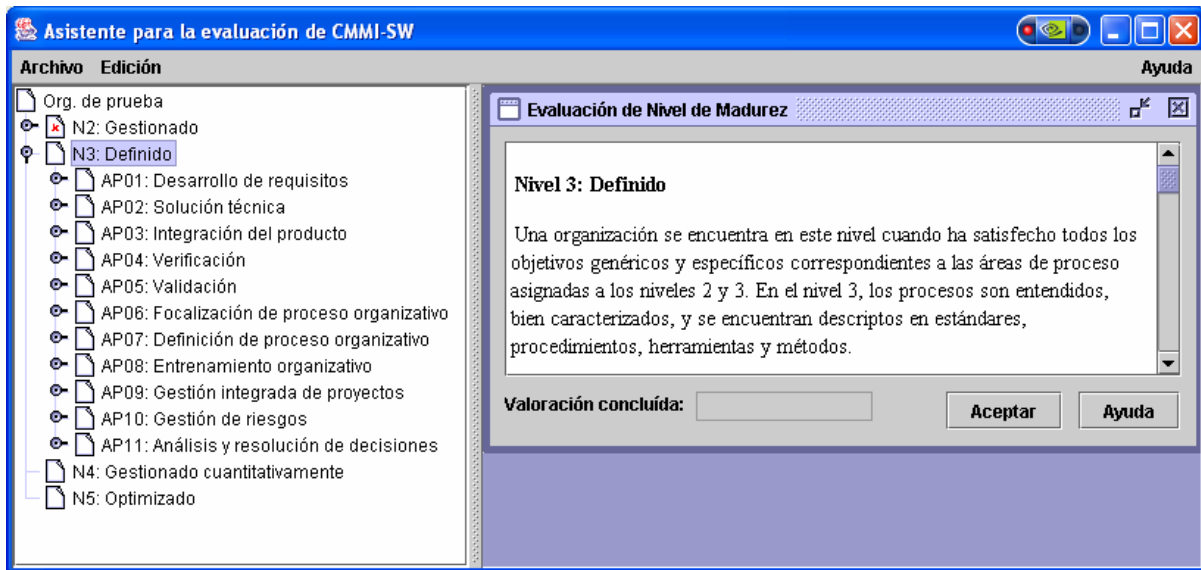 Asistente para la evaluación de CMMI-SW
Archivo Edición Ayuda
Org. de prueba
N2: Gestionado
N3: Definido
AP01: Desarrollo de requisitos
AP02: Solución técnica
AP03: Integración del producto
AP04: Verificación
AP05: Validación
AP06: Focalización de proceso organizativo
AP07: Definición de proceso organizativo
AP08: Entrenamiento organizativo
AP09: Gestión integrada de proyectos
AP10: Gestión de riesgos
AP11: Análisis y resolución de decisiones
N4: Gestionado cuantitativamente
N5: Optimizado
Evaluación de Nivel de Madurez
Nivel 3: Definido
Una organización se encuentra en este nivel cuando ha satisfecho todos los
objetivos genéricos y específicos correspondientes a las áreas de proceso
asignadas a los niveles 2 y 3. En el nivel 3, los procesos son entendidos,
bien caracterizados, y se encuentran descriptos en estándares,
procedimientos, herramientas y métodos.
Valoración concluída:
Aceptar
Ayuda